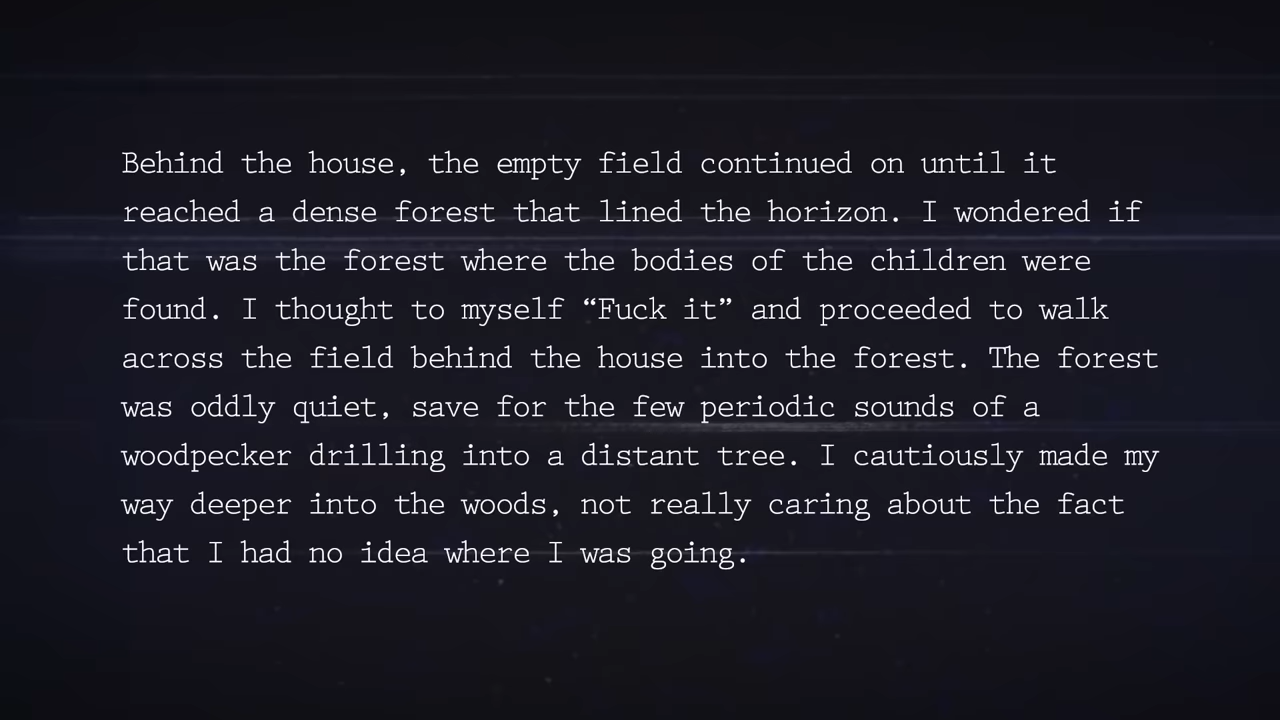 Behind the house, the empty field continued on until it
reached a dense forest that lined the horizon. I wondered if
that was the forest where the bodies of the children were
found. I thought to myself “Fuck it” and proceeded to walk
across the field behind the house into the forest. The forest
was oddly quiet, save for the few periodic sounds of a
woodpecker drilling into a distant tree. I cautiously made my
way deeper into the woods, not really caring about the fact
that I had no idea where I was going.